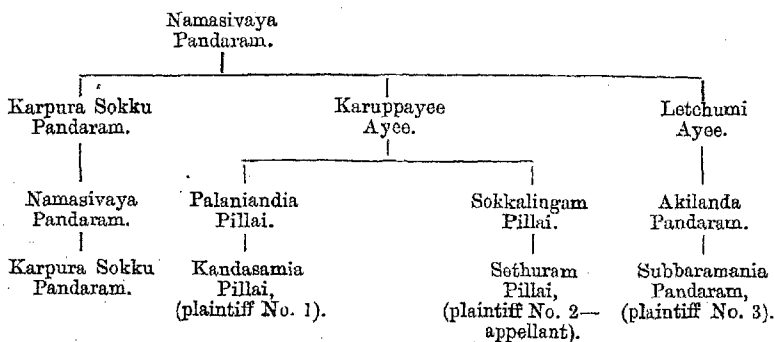 Namasivaya
Pandaram.
Karpura Sokku
Pandaram.
Karuppayee
Ayee.
Letchumi
Ayee.
Namasivaya
Pandaram.
Palaniandia
Pillai.
Sokkalingam
Pillai.
Akilanda
Pandaram.
Karpura Sokku
Pandaram.
Kandasamia
Pillai,
(plaintiff No. 1).
Sethuram
Pillai,
(plaintiff No. 2—
appellant).
Subbaramania
Pandaram,
(plaintiff No. 3).